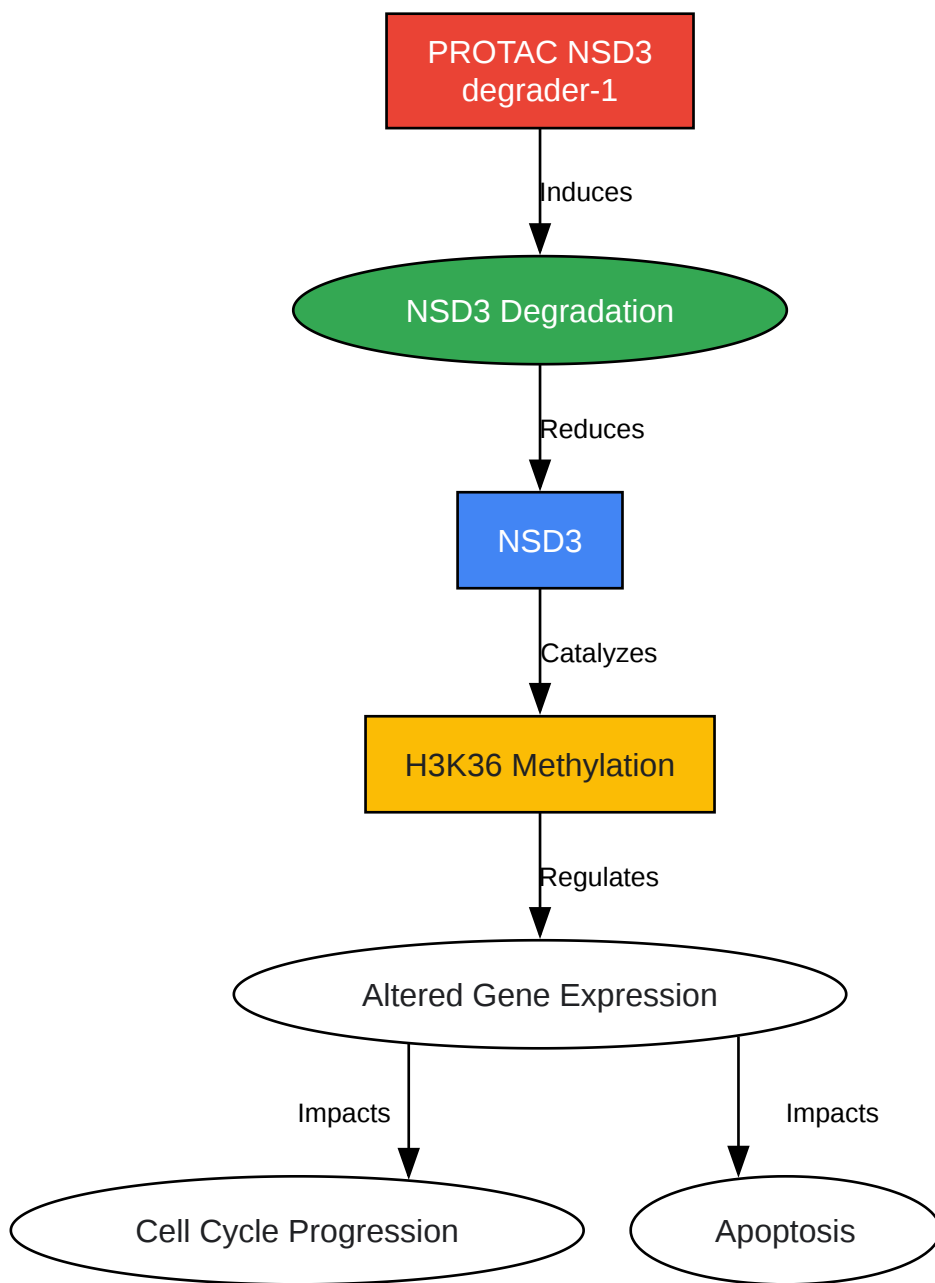 PROTAC NSD3
degrader-1
Induces
NSD3 Degradation
Reduces
NSD3
Catalyzes
H3K36 Methylation
Regulates
Altered Gene Expression
Impacts
Impacts
Cell Cycle Progression
Apoptosis